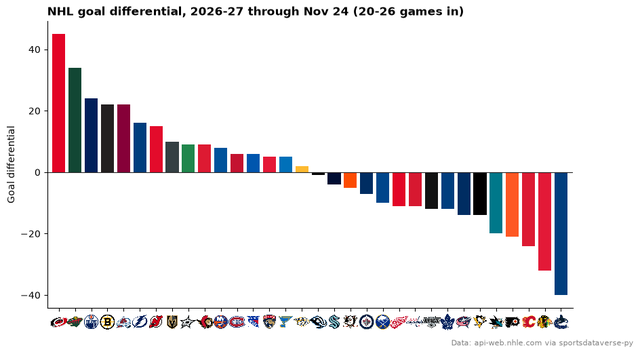 NHL goal differential, 2026-27 through Nov 24 (20-26 games in)
40
20
0
−20
−40
Goal differential
Data: api-web.nhle.com via sportsdataverse-py